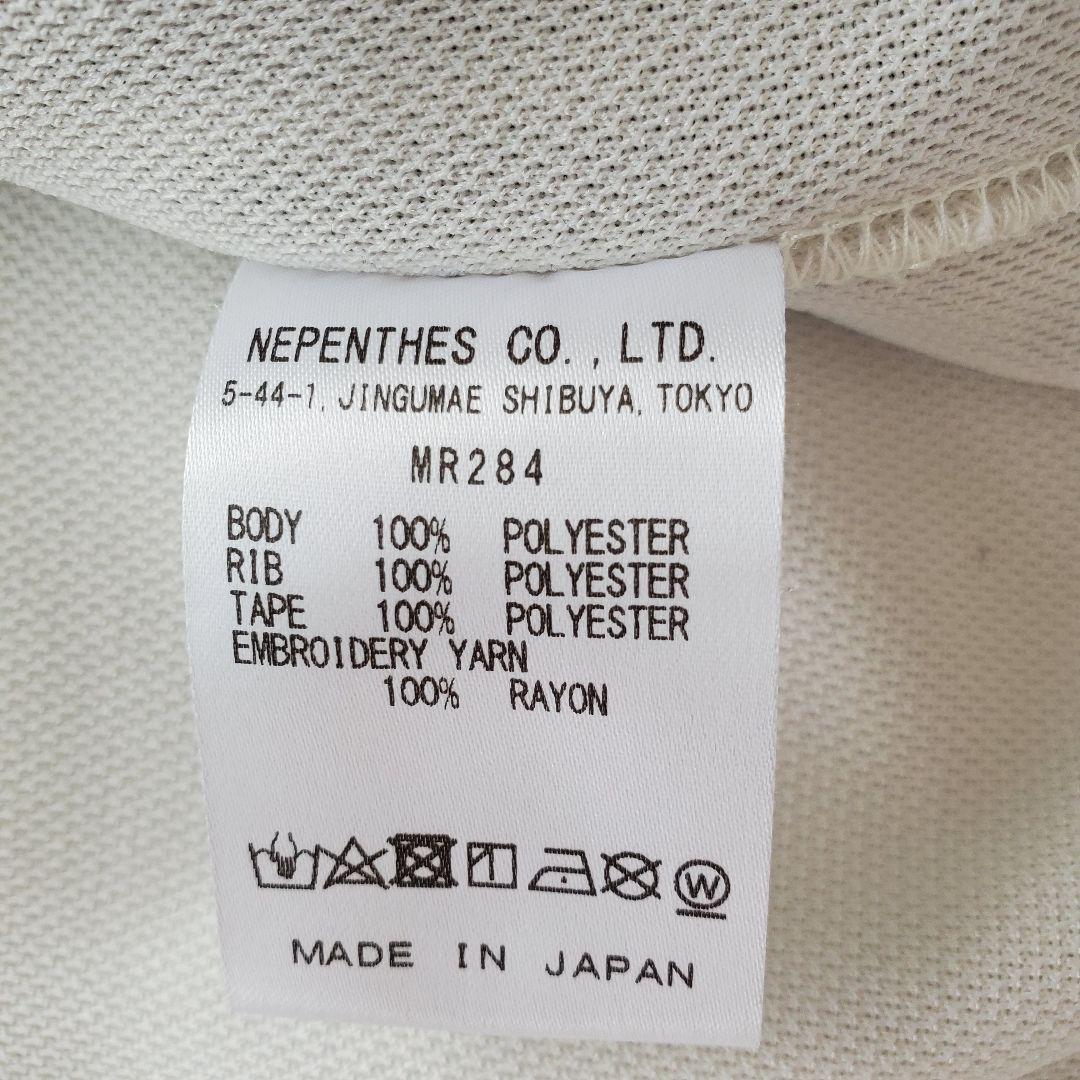 NEPENTHES CO.,LTD.
5-44-1, JINGUMAE SHIBUYA, TOKYO
MR284
BODY 100% POLYESTER
RIB 100% POLYESTER
TAPE 100% POLYESTER
EMBROIDERY YARN
100% RAYON
W
MADE IN JAPAN